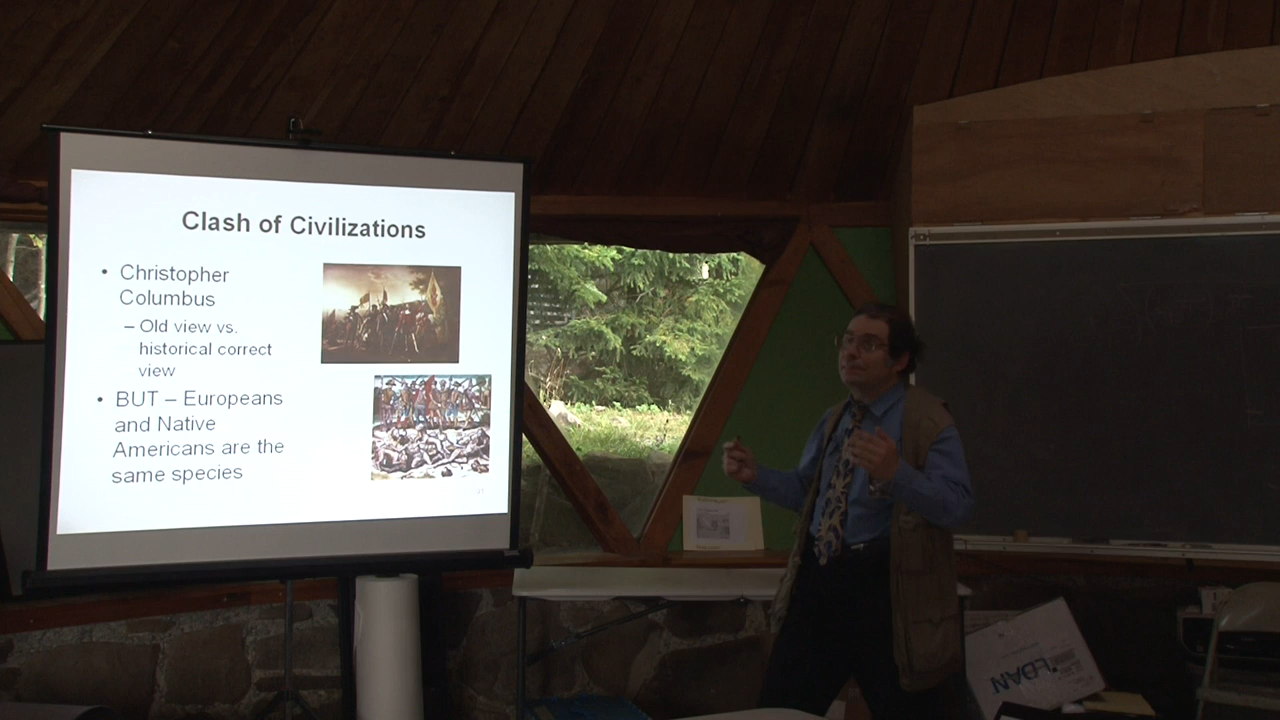 Clash of Civilizations
• Christopher
Columbus
– Old view vs.
historical correct
view
• BUT – Europeans
and Native
Americans are the
same species